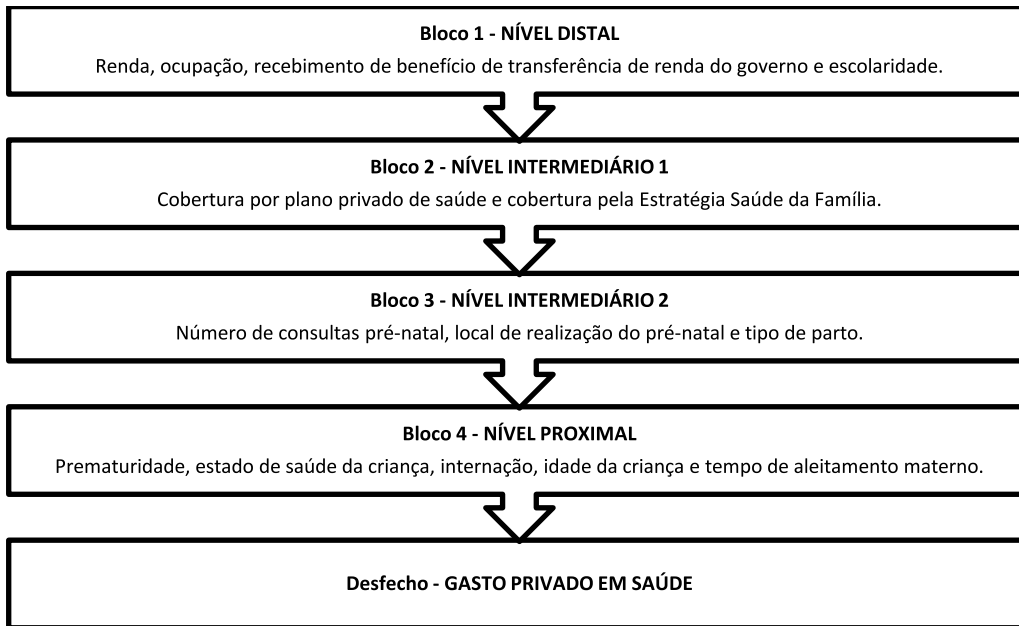 Bloco 1 - NÍVEL DISTAL
Renda, ocupação, recebimento de benefício de transferência de renda do governo e escolaridade.
Bloco 2 - NÍVEL INTERMEDIÁRIO 1
Cobertura por plano privado de saúde e cobertura pela Estratégia Saúde da Família.
Bloco 3 - NÍVEL INTERMEDIÁRIO 2
Número de consultas pré-natal, local de realização do pré-natal e tipo de parto.
Bloco 4 - NÍVEL PROXIMAL
Prematuridade, estado de saúde da criança, internação, idade da criança e tempo de aleitamento materno.
Desfecho - GASTO PRIVADO EM SAÚDE